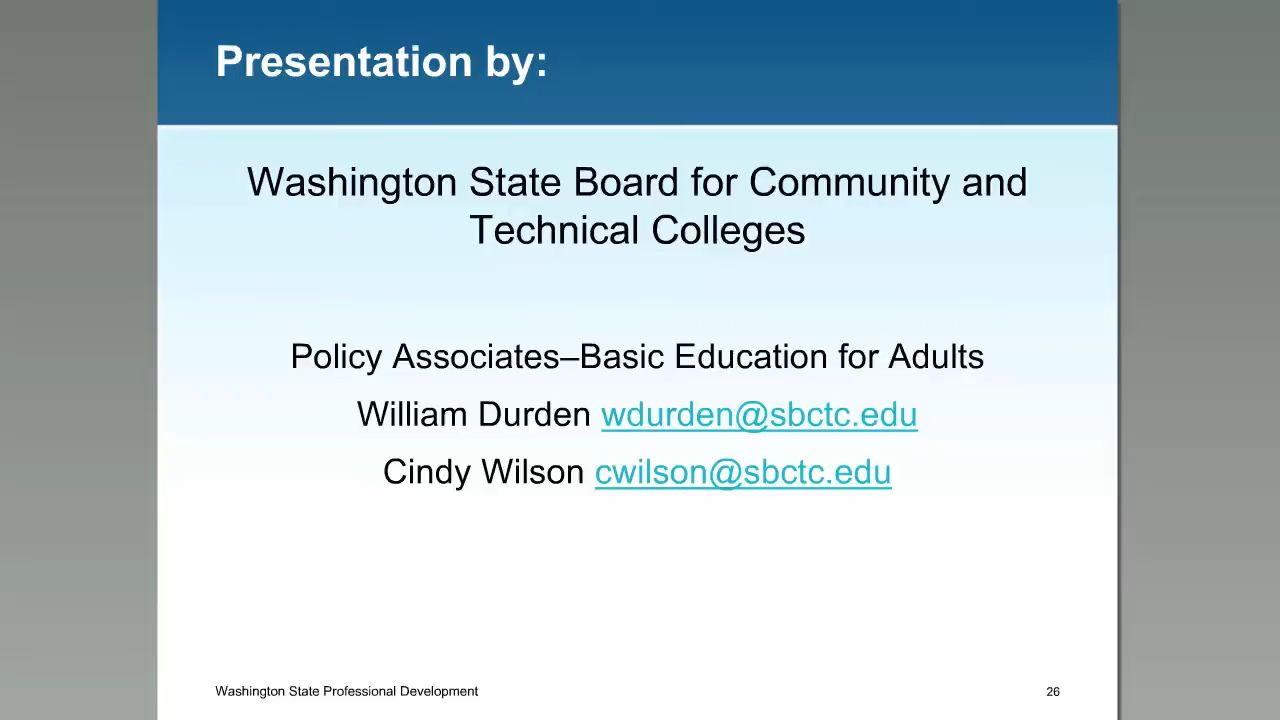 Presentation by:
Washington State Board for Community and
Technical Colleges
Policy Associates–Basic Education for Adults
William Durden wdurden@sbctc.edu
Cindy Wilson cwilson@sbctc.edu
Washington State Professional Development
26